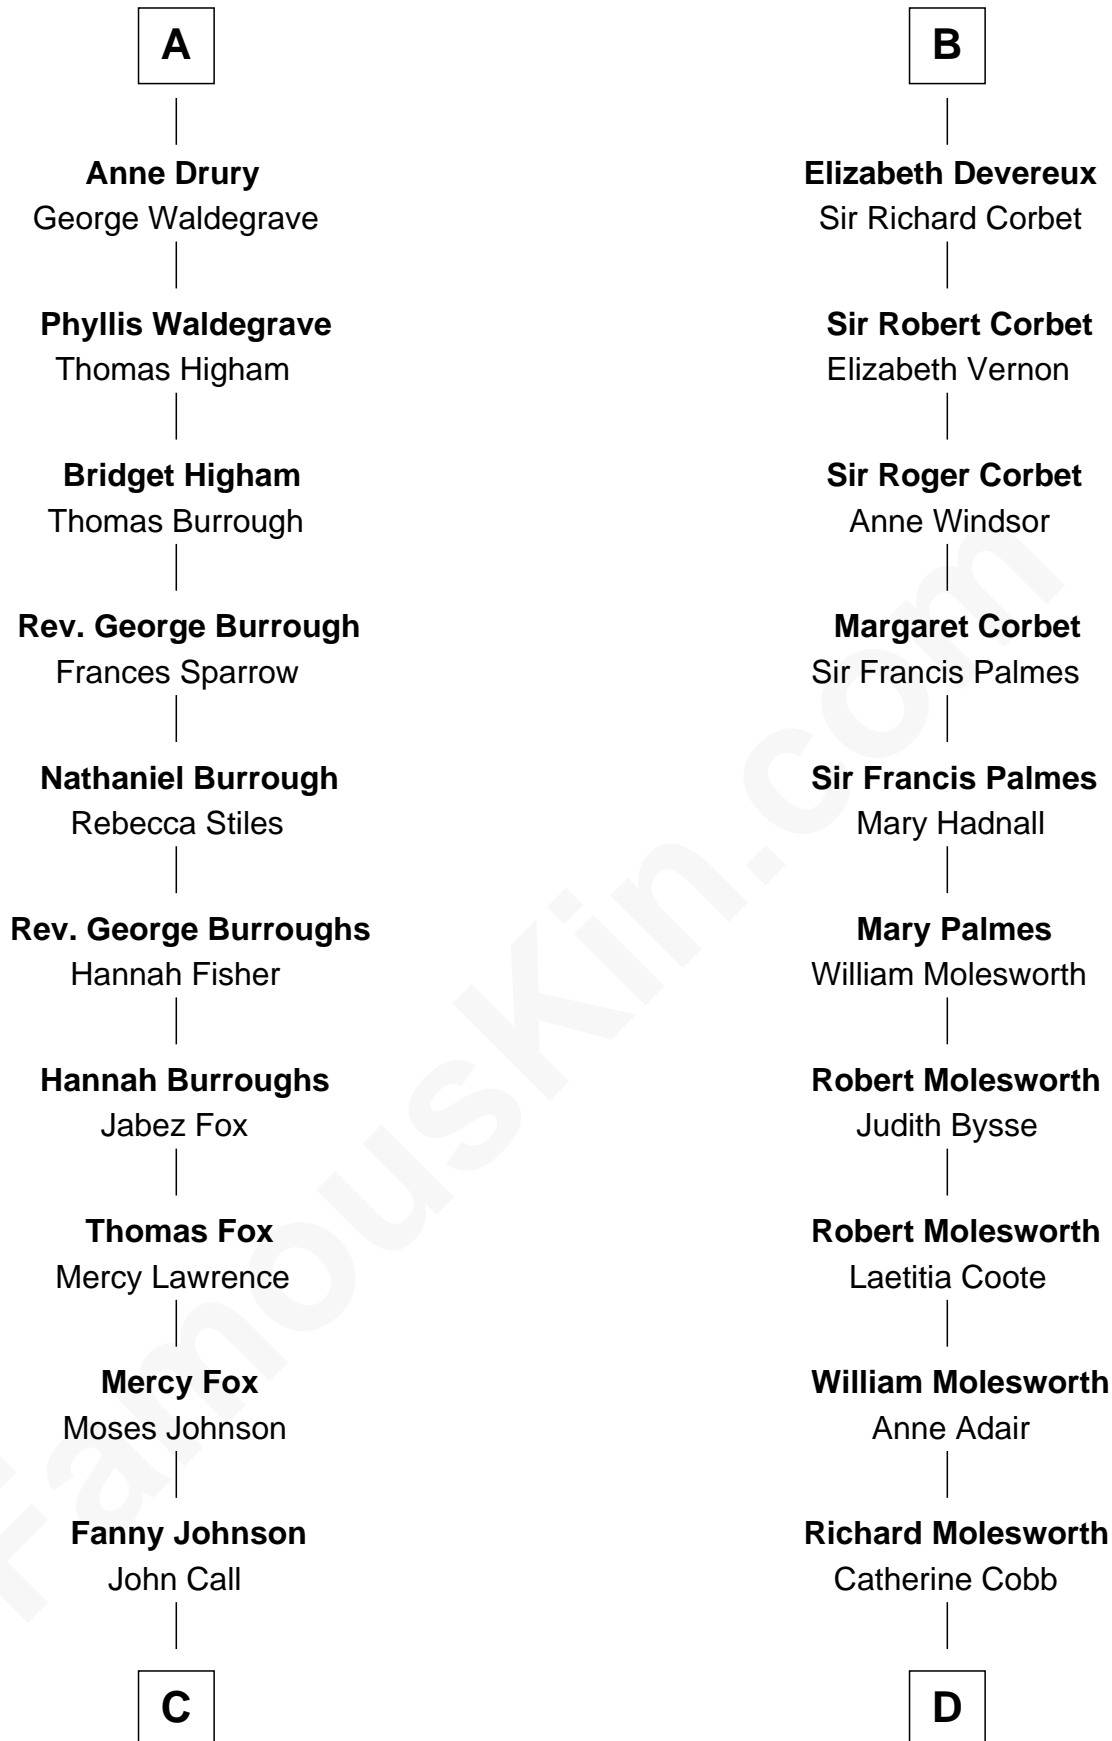 A
Anne Drury
George Waldegrave
Phyllis Waldegrave
Thomas Higham
Bridget Higham
Thomas Burrough
Rev. George Burrough
Frances Sparrow
Nathaniel Burrough
Rebecca Stiles
Rev. George Burroughs
Hannah Fisher
Hannah Burroughs
Jabez Fox
Thomas Fox
Mercy Lawrence
Mercy Fox
Moses Johnson
Fanny Johnson
John Call
C
B
Elizabeth Devereux
Sir Richard Corbet
Sir Robert Corbet
Elizabeth Vernon
Sir Roger Corbet
Anne Windsor
Margaret Corbet
Sir Francis Palmes
Sir Francis Palmes
Mary Hadnall
Mary Palmes
William Molesworth
Robert Molesworth
Judith Bysse
Robert Molesworth
Laetitia Coote
William Molesworth
Anne Adair
Richard Molesworth
Catherine Cobb
D
FamousKin.com